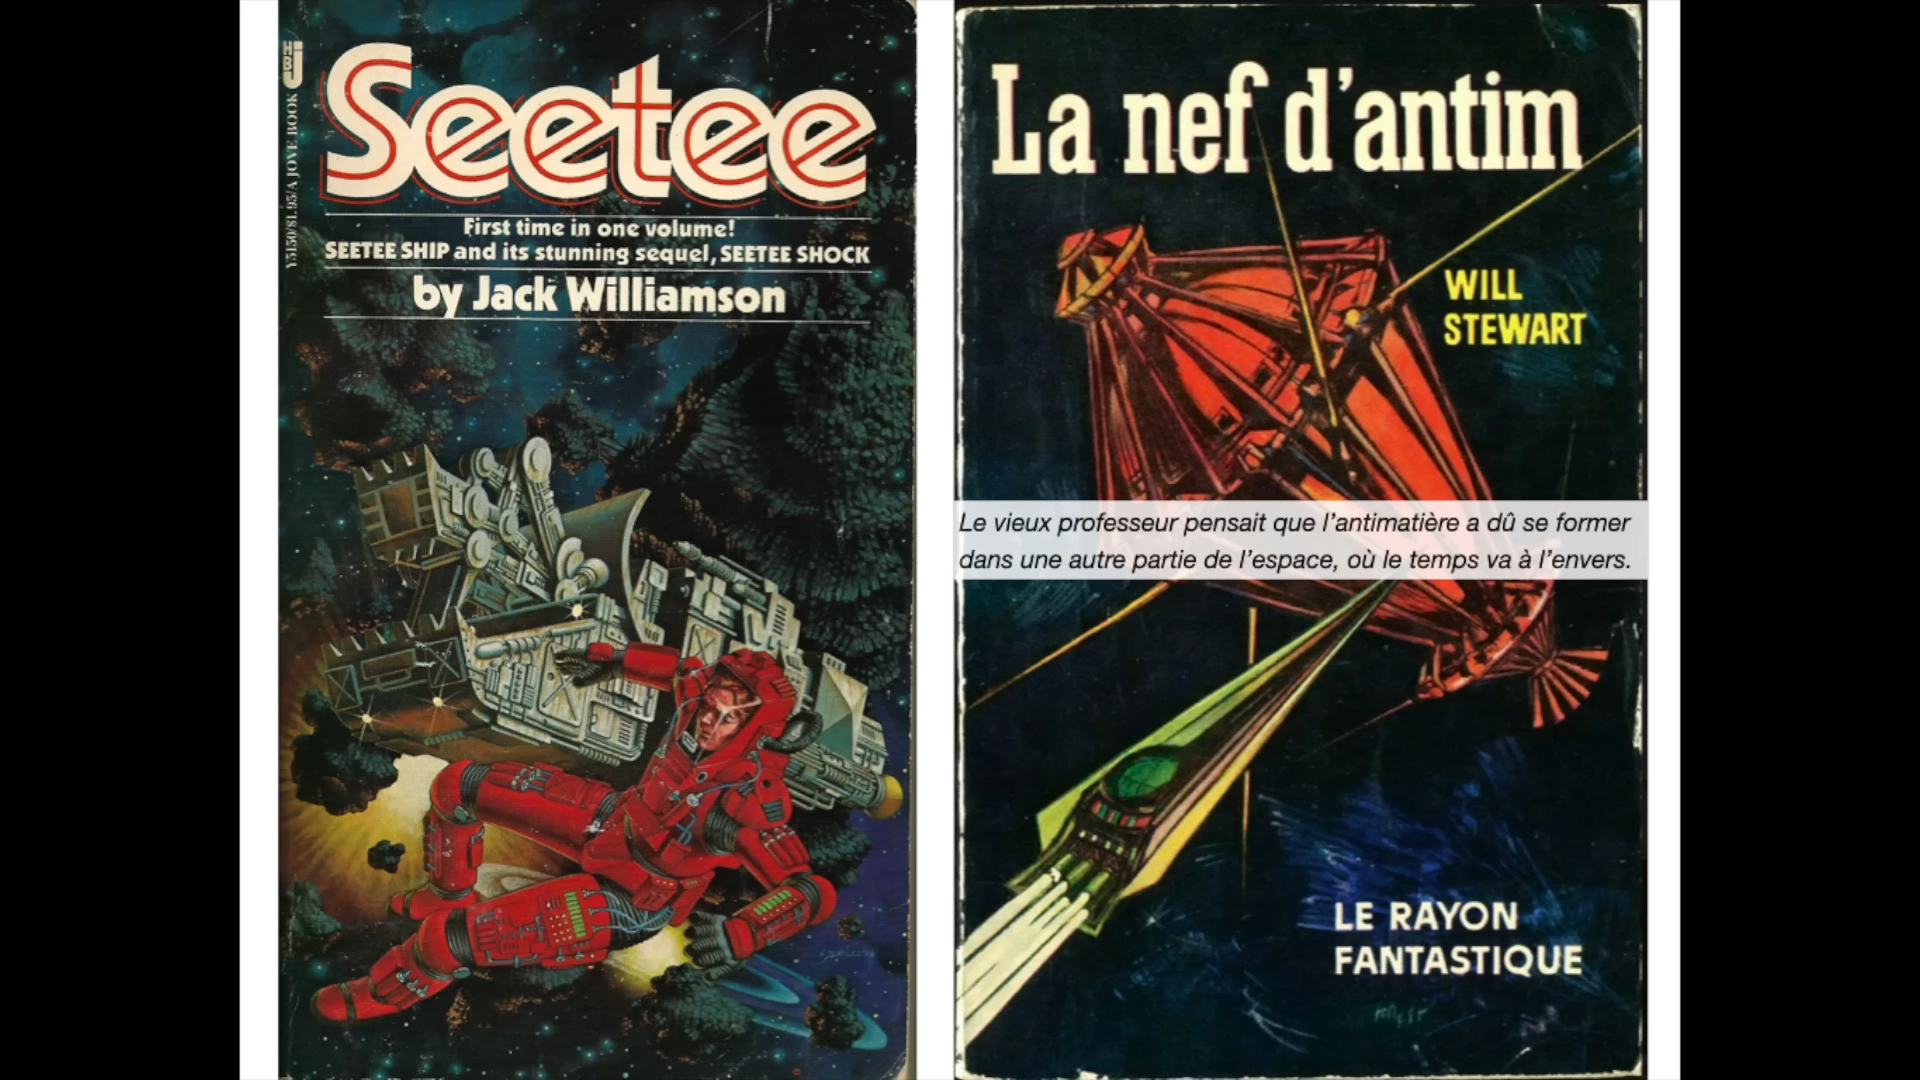 HBJ
Y5150/$1.95/A JOVE BOOK
Seetee
First time in one volume!
SEETEE SHIP and its stunning sequel, SEETEE SHOCK
by Jack Williamson
La nef d'antim
WILL
STEWART
Le vieux professeur pensait que l'antimatière a dû se former
dans une autre partie de l'espace, où le temps va à l'envers.
LE RAYON
FANTASTIQUE